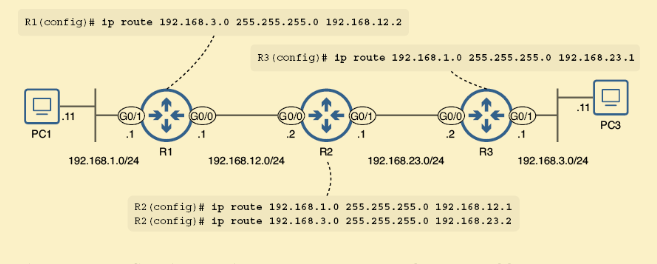 R1(config)# ip route 192.168.3.0 255.255.255.0 192.168.12.2
R3(config)# ip route 192.168.1.0 255.255.255.0 192.168.23.1
PC1
.11
192.168.1.0/24
G0/1
.1
R1
G0/0
.1
192.168.12.0/24
G0/0
.2
R2
G0/1
.1
192.168.23.0/24
G0/0
.2
R3
G0/1
.1
192.168.3.0/24
.11
PC3
R2(config)# ip route 192.168.1.0 255.255.255.0 192.168.12.1
R2(config)# ip route 192.168.3.0 255.255.255.0 192.168.23.2